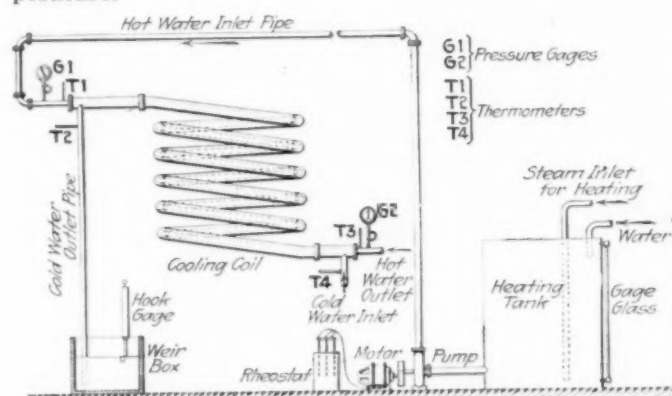 Hot Water Inlet Pipe
G1
G2
Pressure Gages
T1
T2
T3
T4
Thermometers
G1
T1
T2
Cold Water
Outlet Pipe
Cooling Coil
G2
T3
T4
Hot
Water
Outlet
Cold
Water Inlet
Hook
Gage
Weir
Box
Rheostat
Motor
Pump
Steam Inlet
for Heating
Water
Heating
Tank
Gage
Glass